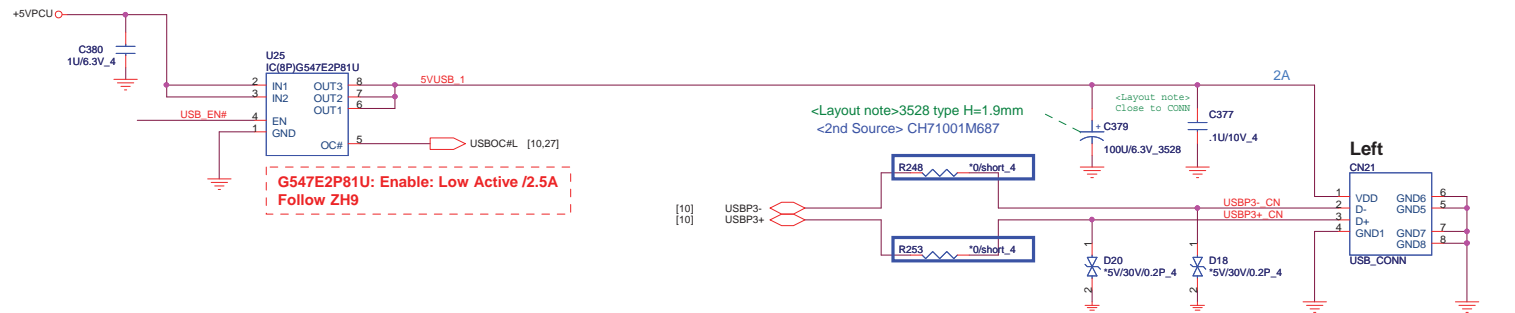 +5VPCU
C380
1U/6.3V_4
U25
IC(8P)G547E2P81U
2 IN1 OUT3 8
3 IN2 OUT2 7
OUT1 6
USB_EN# 4 EN
1 GND
OC# 5
5VUSB_1
2A
USBOC#L [10,27]
G547E2P81U: Enable: Low Active /2.5A
Follow ZH9
<Layout note>3528 type H=1.9mm
<2nd Source> CH71001M687
+ C379
100U/6.3V_3528
<Layout note>
Close to CONN
C377
.1U/10V_4
R248 *0/short_4
[10] USBP3-
[10] USBP3+
R253 *0/short_4
USBP3-_CN
USBP3+_CN
1
D20
*5V/30V/0.2P_4
2
1
D18
*5V/30V/0.2P_4
2
Left
CN21
1 VDD GND6 6
2 D- GND5 5
3 D+
4 GND1 GND7 7
GND8 8
USB_CONN